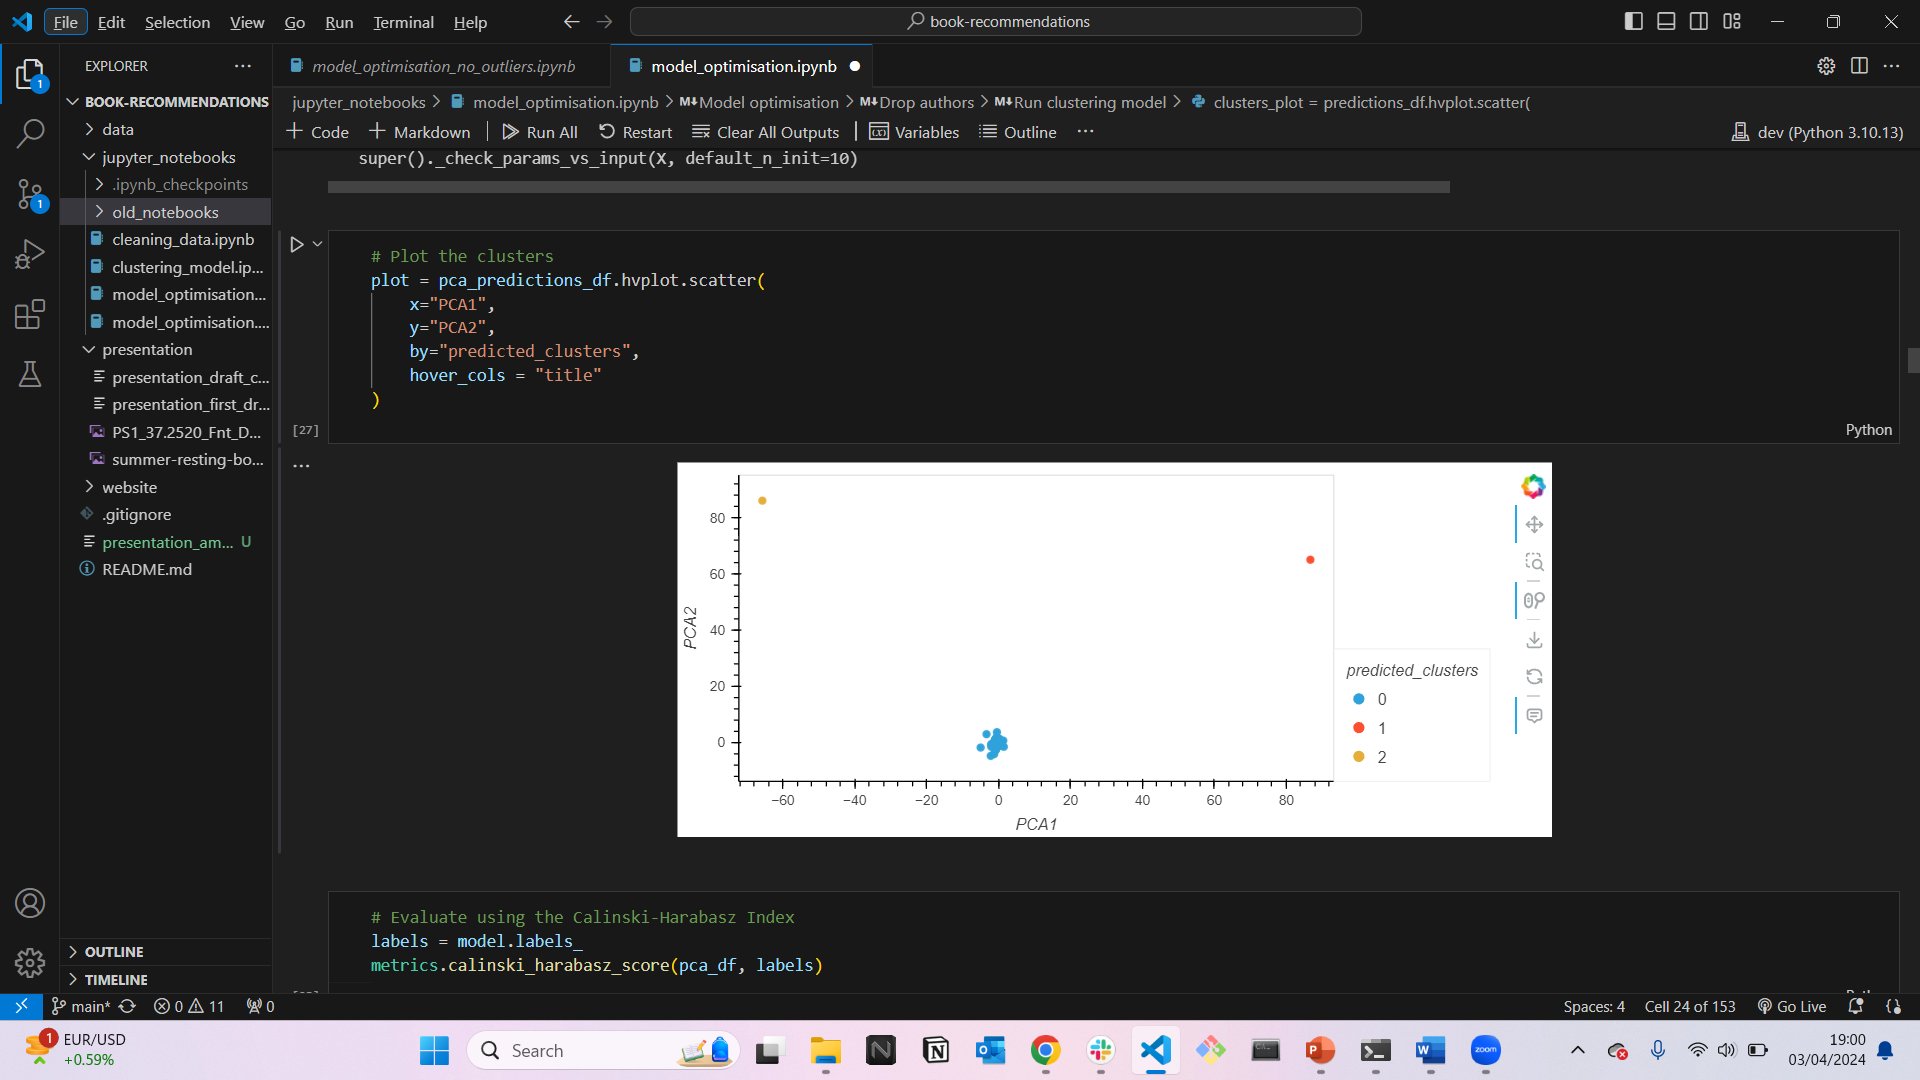 File Edit Selection View Go Run Terminal Help
book-recommendations
EXPLORER
model_optimisation_no_outliers.ipynb
model_optimisation.ipynb
BOOK-RECOMMENDATIONS
data
jupyter_notebooks
.ipynb_checkpoints
old_notebooks
cleaning_data.ipynb
clustering_model.ip...
model_optimisation...
model_optimisation....
presentation
presentation_draft_c...
presentation_first_dr...
PS1_37.2520_Fnt_D...
summer-resting-bo...
website
.gitignore
presentation_am... U
README.md
OUTLINE
TIMELINE
1
1
jupyter_notebooks > model_optimisation.ipynb > M↓Model optimisation > M↓Drop authors > M↓Run clustering model > clusters_plot = predictions_df.hvplot.scatter(
+ Code + Markdown Run All Restart Clear All Outputs Variables Outline ...
dev (Python 3.10.13)
super()._check_params_vs_input(X, default_n_init=10)
# Plot the clusters
plot = pca_predictions_df.hvplot.scatter(
x="PCA1",
y="PCA2",
by="predicted_clusters",
hover_cols = "title"
)
[27]
Python
80
60
40
20
0
PCA2
−60 −40 −20 0 20 40 60 80
PCA1
predicted_clusters
0
1
2
# Evaluate using the Calinski-Harabasz Index
labels = model.labels_
metrics.calinski_harabasz_score(pca_df, labels)
main* 0 11 0
Spaces: 4 Cell 24 of 153 Go Live
1
EUR/USD
+0.59%
Search
zoom
19:00
03/04/2024